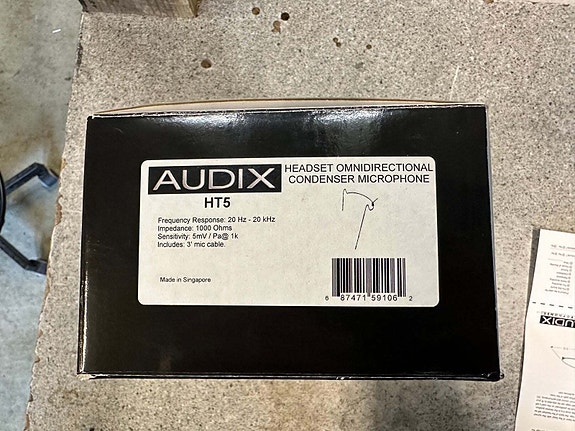 AUDIX
HEADSET OMNIDIRECTIONAL
CONDENSER MICROPHONE
HT5
Frequency Response: 20 Hz - 20 kHz
Impedance: 1000 Ohms
Sensitivity: 5mV / Pa@ 1k
Includes: 3' mic cable.
Made in Singapore
6 87471 59106 2
AUDIX